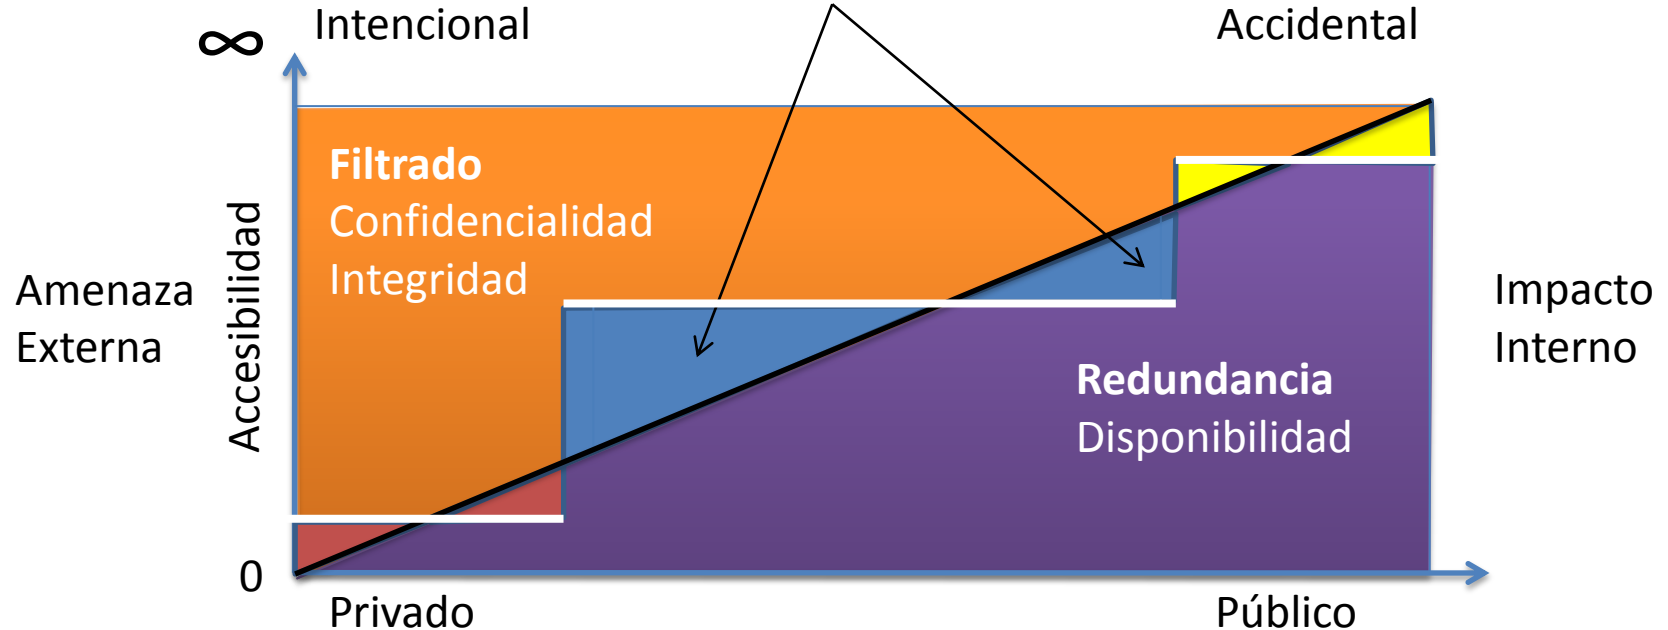 Intencional
Accidental
∞
Filtrado
Confidencialidad
Integridad
Accesibilidad
Amenaza
Externa
Impacto
Interno
Redundancia
Disponibilidad
0
Privado
Público